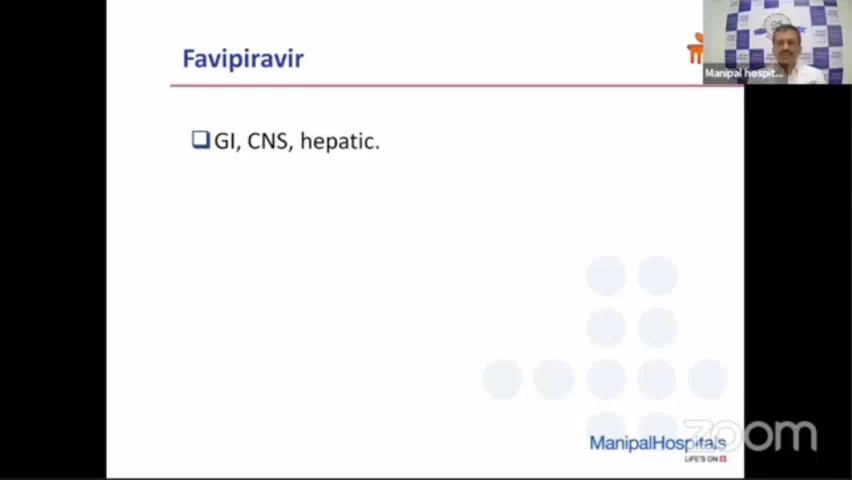 Favipiravir
Manipal hospit...
GI, CNS, hepatic.
ManipalHospitals
LIFE'S ON
zoom